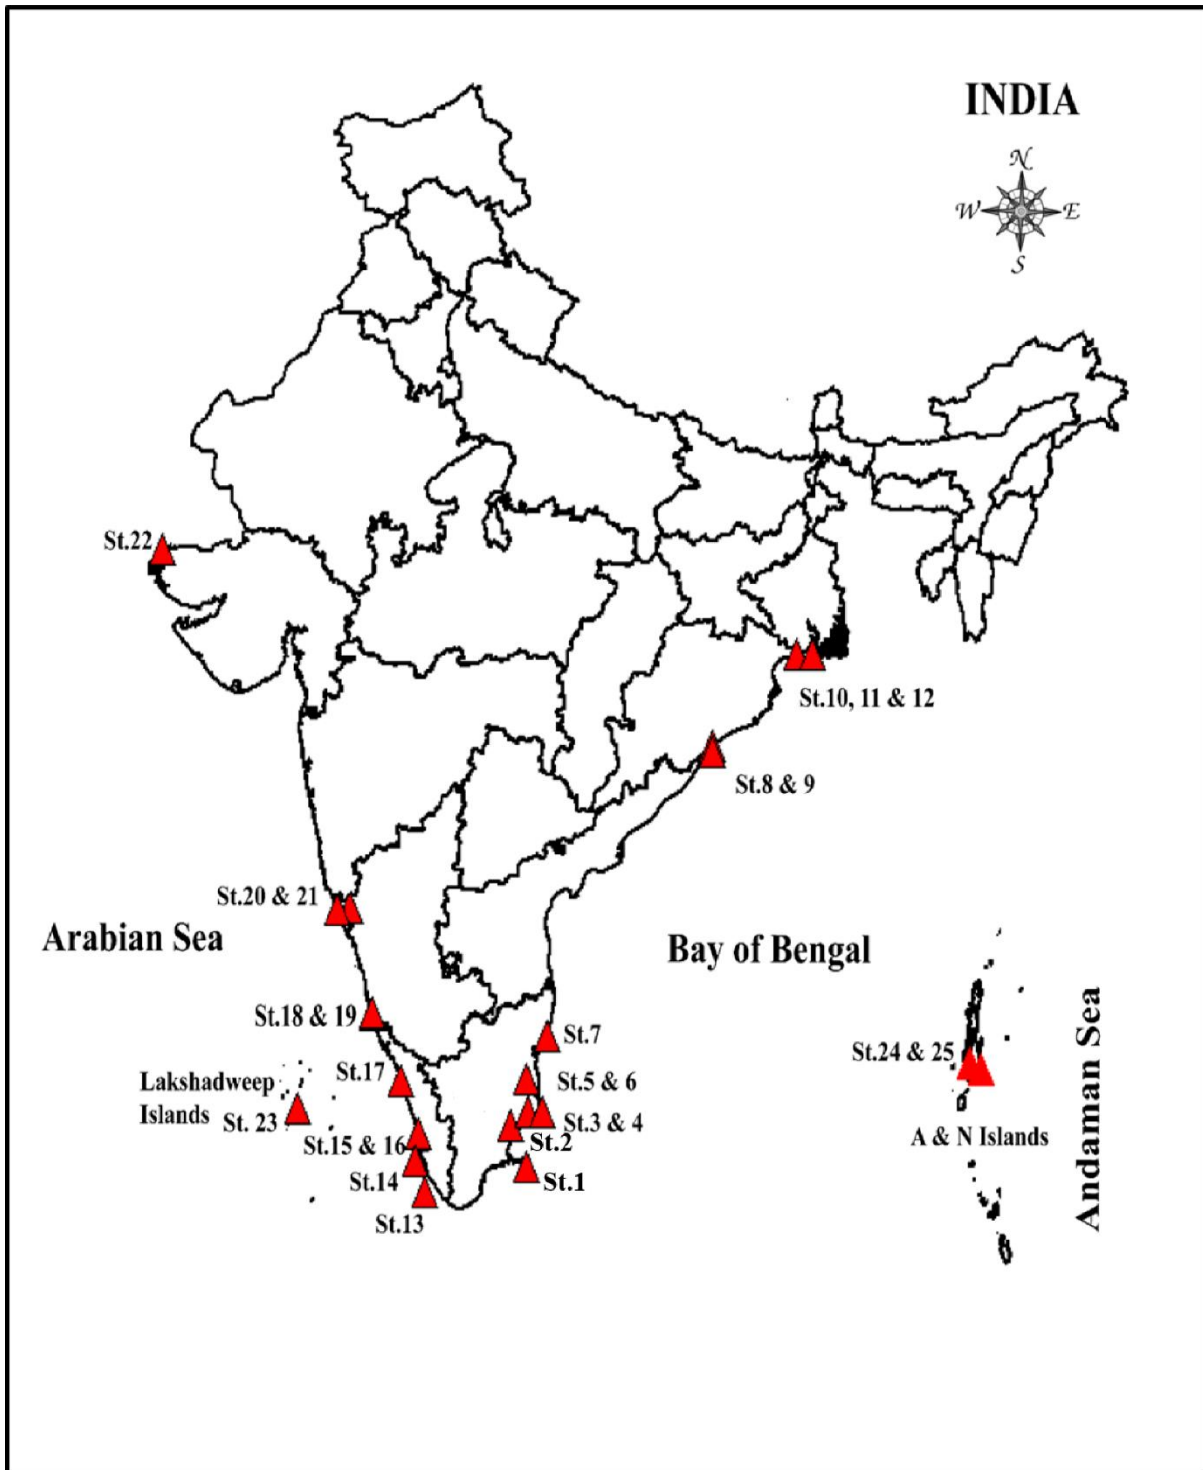 INDIA
N
W E
S
St.22
St.10, 11 & 12
St.8 & 9
St.20 & 21
Arabian Sea
Bay of Bengal
St.18 & 19
St.7
St.24 & 25
Andaman Sea
St.17
St.5 & 6
Lakshadweep
Islands
St. 23
St.3 & 4
St.15 & 16
St.2
A & N Islands
St.14
St.1
St.13